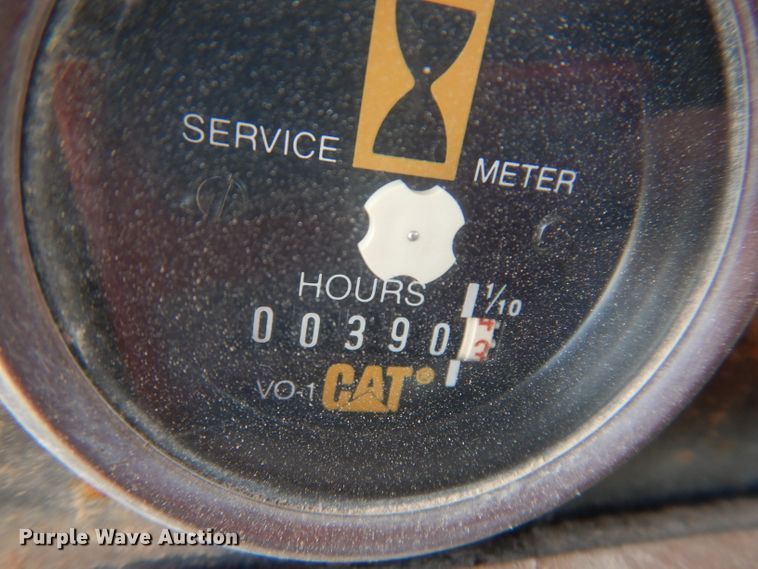 SERVICE METER
HOURS 1/10
00390
VO-1 CAT
Purple Wave Auction